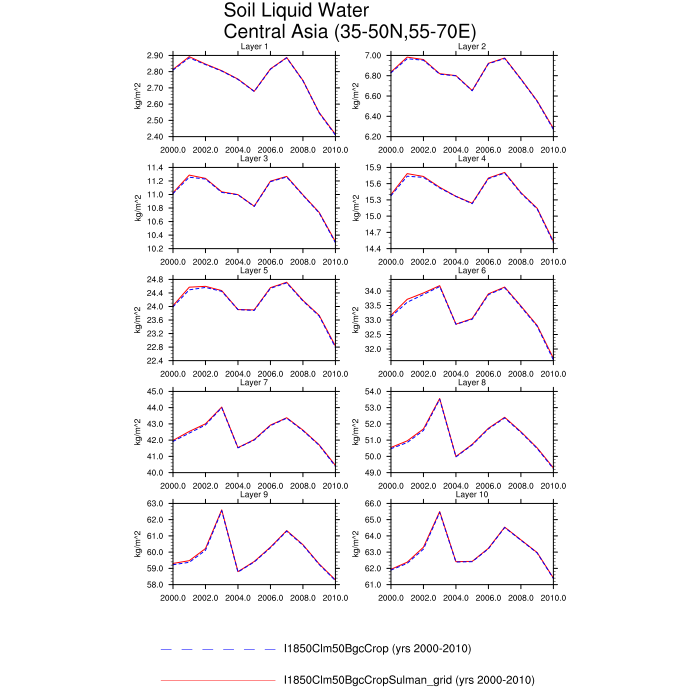 Soil Liquid Water
Central Asia (35-50N,55-70E)
Layer 1
kg/m^2
2.90
2.80
2.70
2.60
2.50
2.40
2000.0 2002.0 2004.0 2006.0 2008.0 2010.0
Layer 2
kg/m^2
7.00
6.80
6.60
6.40
6.20
2000.0 2002.0 2004.0 2006.0 2008.0 2010.0
Layer 3
kg/m^2
11.4
11.2
11.0
10.8
10.6
10.4
10.2
2000.0 2002.0 2004.0 2006.0 2008.0 2010.0
Layer 4
kg/m^2
15.9
15.6
15.3
15.0
14.7
14.4
2000.0 2002.0 2004.0 2006.0 2008.0 2010.0
Layer 5
kg/m^2
24.8
24.4
24.0
23.6
23.2
22.8
22.4
2000.0 2002.0 2004.0 2006.0 2008.0 2010.0
Layer 6
kg/m^2
34.0
33.5
33.0
32.5
32.0
2000.0 2002.0 2004.0 2006.0 2008.0 2010.0
Layer 7
kg/m^2
45.0
44.0
43.0
42.0
41.0
40.0
2000.0 2002.0 2004.0 2006.0 2008.0 2010.0
Layer 8
kg/m^2
54.0
53.0
52.0
51.0
50.0
49.0
2000.0 2002.0 2004.0 2006.0 2008.0 2010.0
Layer 9
kg/m^2
63.0
62.0
61.0
60.0
59.0
58.0
2000.0 2002.0 2004.0 2006.0 2008.0 2010.0
Layer 10
kg/m^2
66.0
65.0
64.0
63.0
62.0
61.0
2000.0 2002.0 2004.0 2006.0 2008.0 2010.0
I1850Clm50BgcCrop (yrs 2000-2010)
I1850Clm50BgcCropSulman_grid (yrs 2000-2010)